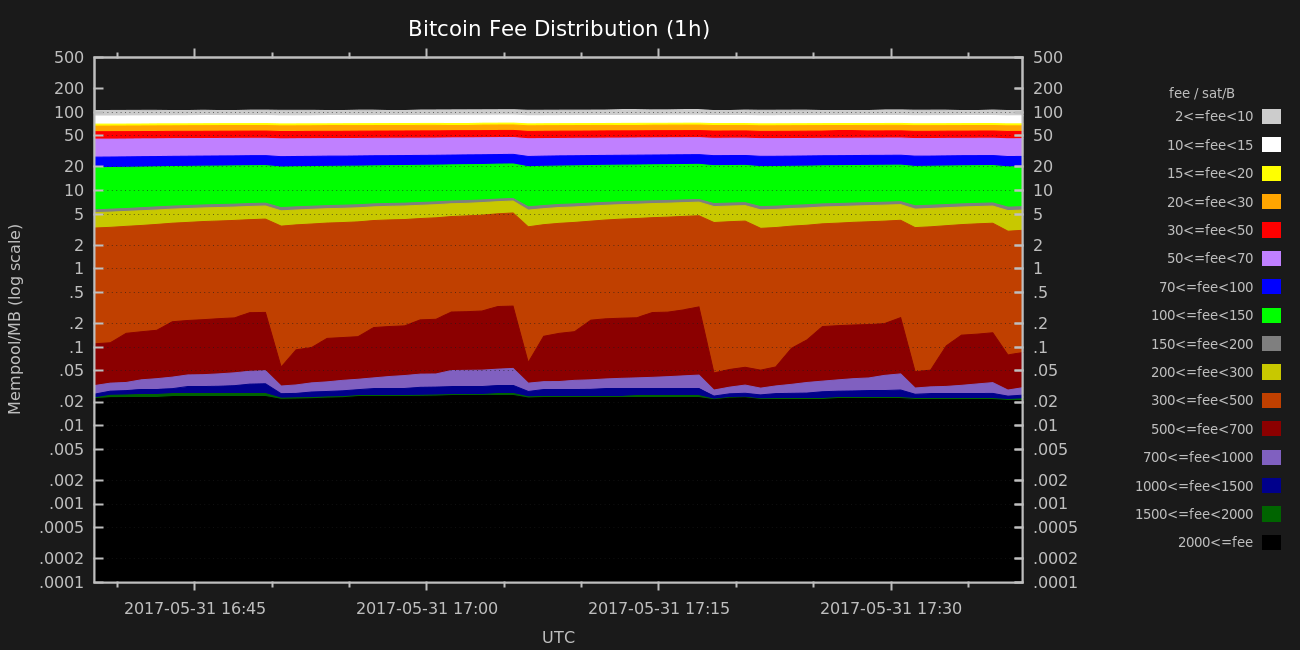 Bitcoin Fee Distribution (1h)
500
200
100
50
20
10
5
2
1
.5
.2
.1
.05
.02
.01
.005
.002
.001
.0005
.0002
.0001
Mempool/MB (log scale)
500
200
100
50
20
10
5
2
1
.5
.2
.1
.05
.02
.01
.005
.002
.001
.0005
.0002
.0001
2017-05-31 16:45
2017-05-31 17:00
2017-05-31 17:15
2017-05-31 17:30
UTC
fee / sat/B
2<=fee<10
10<=fee<15
15<=fee<20
20<=fee<30
30<=fee<50
50<=fee<70
70<=fee<100
100<=fee<150
150<=fee<200
200<=fee<300
300<=fee<500
500<=fee<700
700<=fee<1000
1000<=fee<1500
1500<=fee<2000
2000<=fee